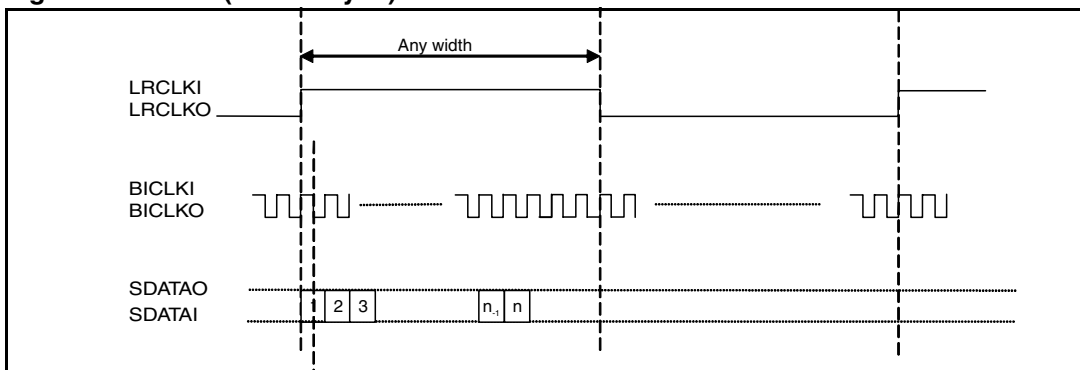 Any width
LRCLKI
LRCLKO
BICLKI
BICLKO
SDATAO
SDATAI
1 2 3 n-1 n